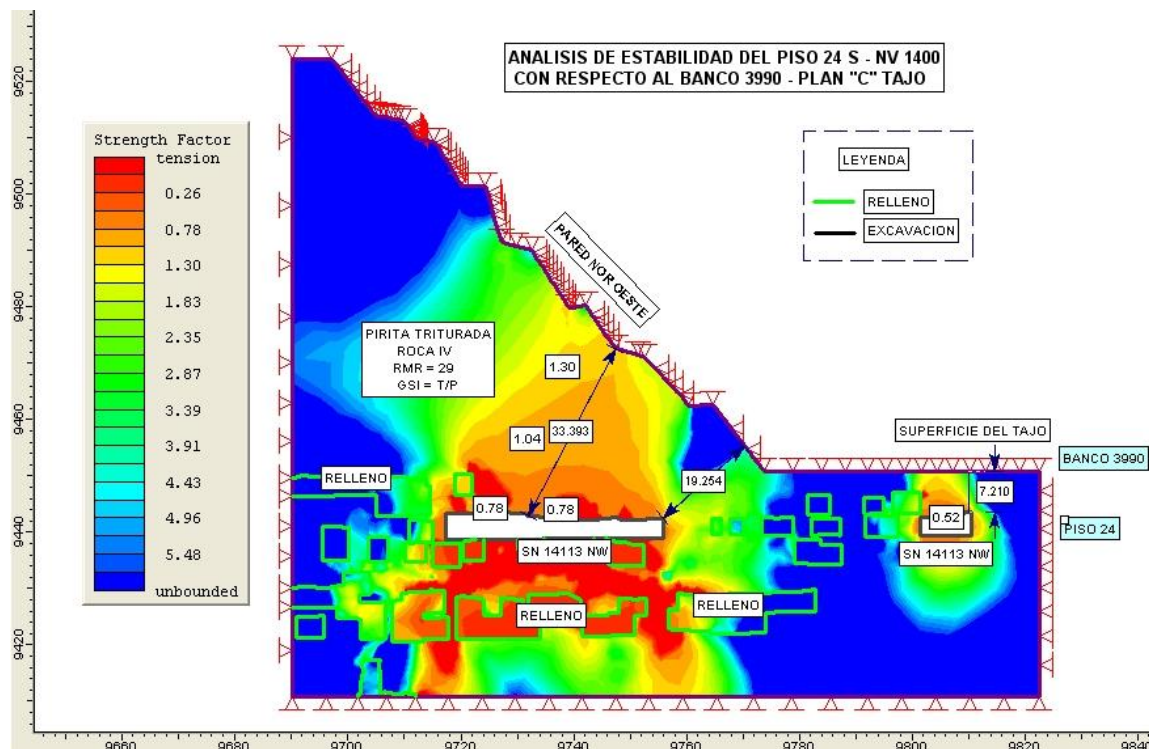 ANALISIS DE ESTABILIDAD DEL PISO 24 S - NV 1400
CON RESPECTO AL BANCO 3990 - PLAN "C" TAJO
Strength Factor
tension
0.26
0.78
1.30
1.83
2.35
2.87
3.39
3.91
4.43
4.96
5.48
unbounded
LEYENDA
RELLENO
EXCAVACION
PARED NOR OESTE
PIRITA TRITURADA
ROCA IV
RMR = 29
GSI = T/P
1.30
1.04
33.393
SUPERFICIE DEL TAJO
BANCO 3990
RELLENO
19.254
7.210
0.78
0.78
0.52
PISO 24
SN 14113 NW
SN 14113 NW
RELLENO
RELLENO
9520
9500
9480
9460
9440
9420
9660
9680
9700
9720
9740
9760
9780
9800
9820
9840